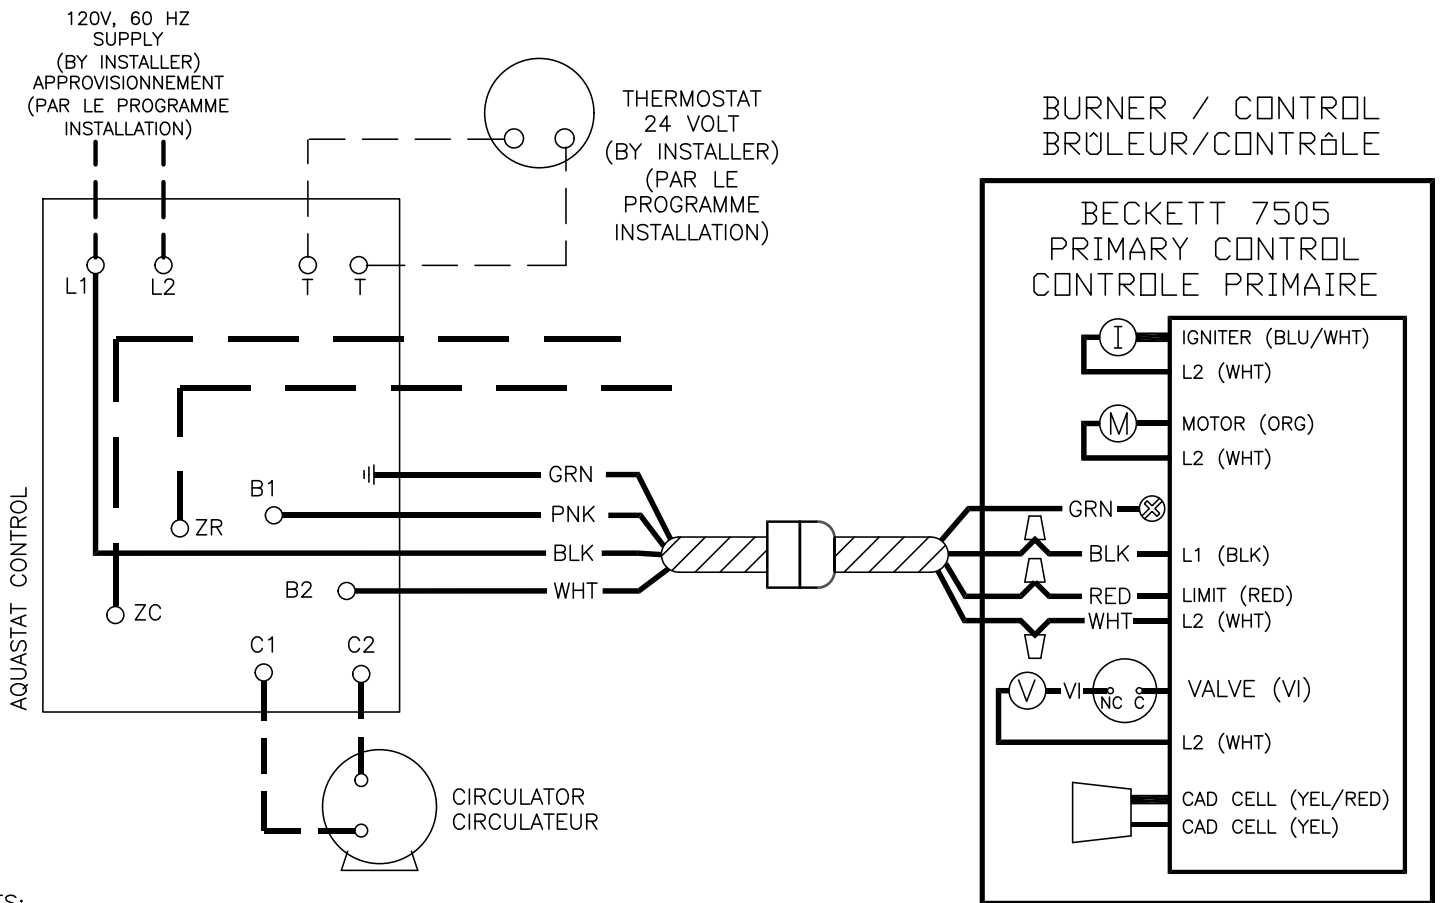 120V, 60 HZ
SUPPLY
(BY INSTALLER)
APPROVISIONNEMENT
(PAR LE PROGRAMME
INSTALLATION)
THERMOSTAT
24 VOLT
(BY INSTALLER)
(PAR LE
PROGRAMME
INSTALLATION)
BURNER / CONTROL
BRÛLEUR/CONTRÔLE
BECKETT 7505
PRIMARY CONTROL
CONTROLE PRIMAIRE
L1
L2
T
T
I
IGNITER (BLU/WHT)
L2 (WHT)
M
MOTOR (ORG)
L2 (WHT)
AQUASTAT CONTROL
B1
ZR
B2
ZC
C1
C2
GRN
PNK
BLK
WHT
GRN
BLK
L1 (BLK)
RED
LIMIT (RED)
WHT
L2 (WHT)
V
VI
NC C
VALVE (VI)
L2 (WHT)
CAD CELL (YEL/RED)
CAD CELL (YEL)
CIRCULATOR
CIRCULATEUR